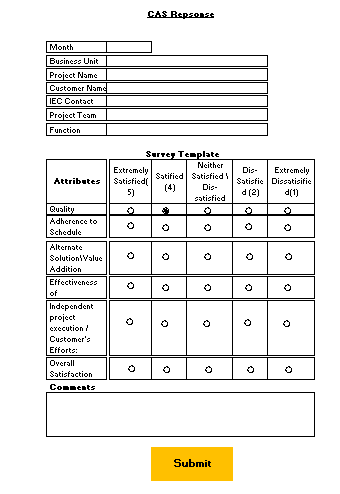 CAS Repsonse
Month
Business Unit
Project Name
Customer Name
IEC Contact
Project Team
Function
Survey Template
Attributes
Extremely
Satisfied(
5)
Satified
(4)
Neither
Satisfied \
Dis-
satisfied
Dis-
Satisfie
d (2)
Extremely
Dissatisifie
d(1)
Quality
Adherence to
Schedule
Alternate
Solution\Value
Addition
Effectiveness
of
Independent
project
execution /
Customer's
Efforts:
Overall
Satisfaction
Comments
Submit